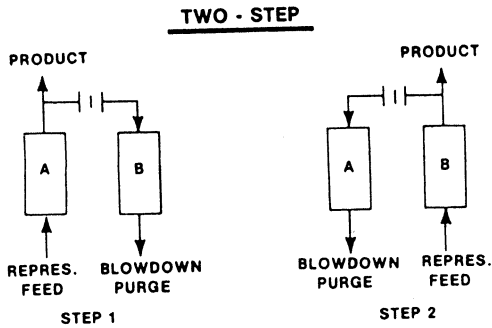 TWO - STEP
PRODUCT
A
B
REPRES.
FEED
BLOWDOWN
PURGE
STEP 1
PRODUCT
A
B
BLOWDOWN
PURGE
REPRES.
FEED
STEP 2